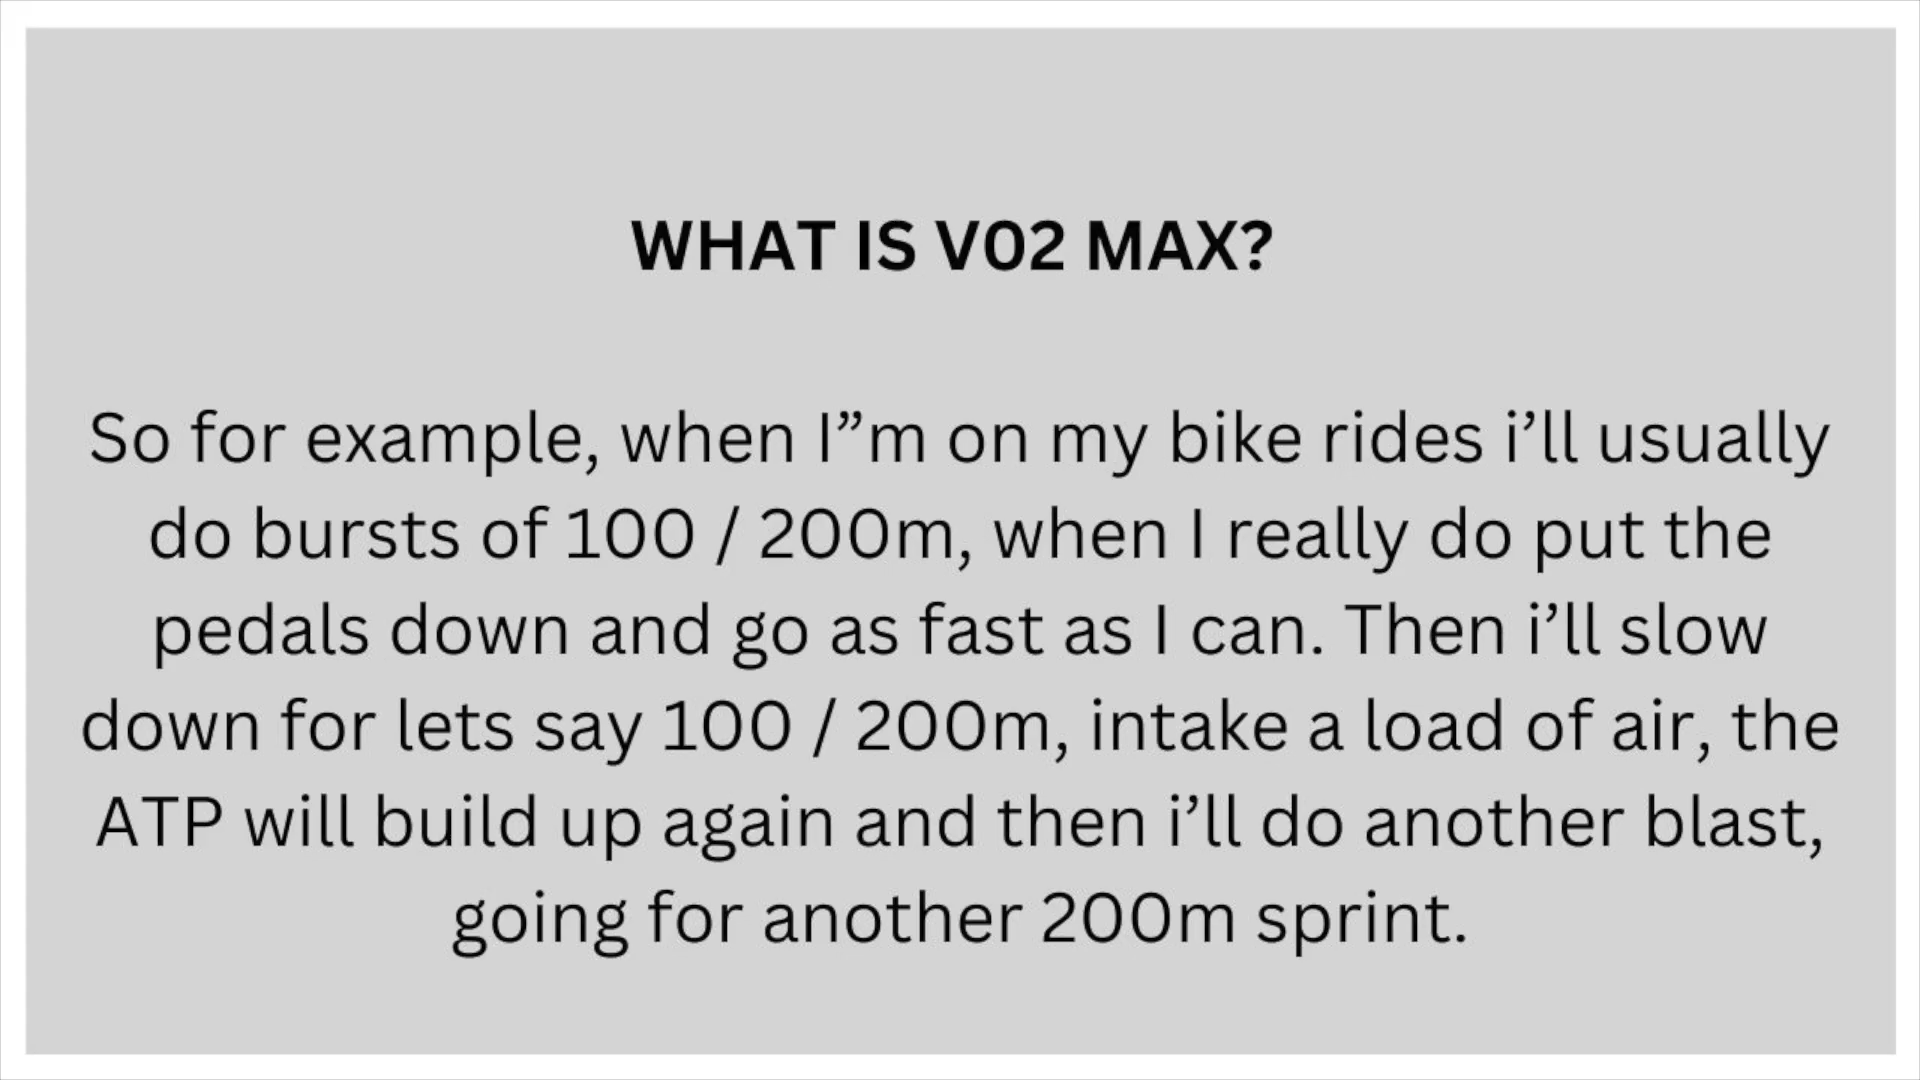 WHAT IS V02 MAX?
So for example, when I”m on my bike rides i’ll usually
do bursts of 100 / 200m, when I really do put the
pedals down and go as fast as I can. Then i’ll slow
down for lets say 100 / 200m, intake a load of air, the
ATP will build up again and then i’ll do another blast,
going for another 200m sprint.